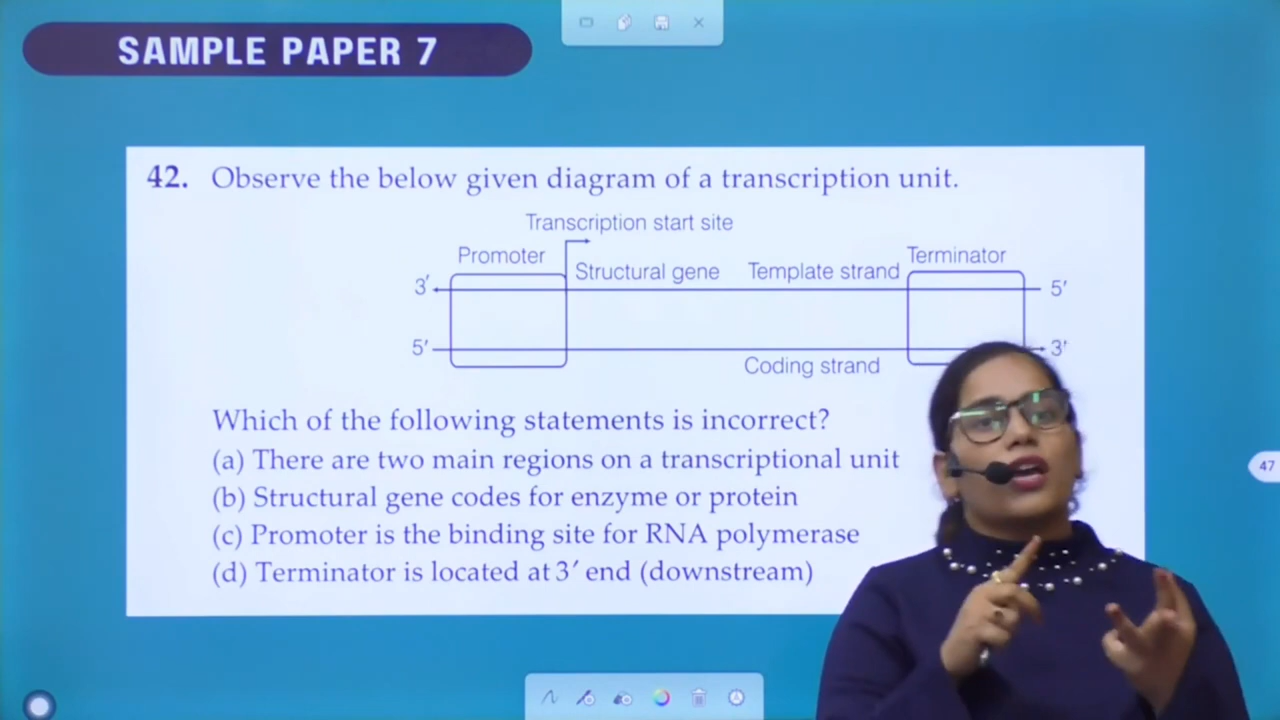 SAMPLE PAPER 7
42. Observe the below given diagram of a transcription unit.
Transcription start site
Promoter
Terminator
Structural gene
Template strand
3′
5′
5′
3′
Coding strand
Which of the following statements is incorrect?
(a) There are two main regions on a transcriptional unit
(b) Structural gene codes for enzyme or protein
(c) Promoter is the binding site for RNA polymerase
(d) Terminator is located at 3′ end (downstream)
47